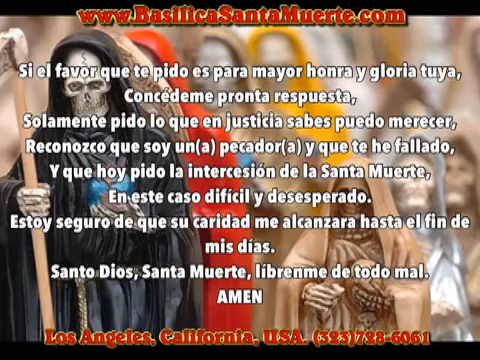 www.BasilicaSantaMuerte.com
Si el favor que te pido es para mayor honra y gloria tuya,
Concédeme pronta respuesta,
Solamente pido lo que en justicia sabes puedo merecer,
Reconozco que soy un(a) pecador(a) y que te he fallado,
Y que hoy pido la intercesión de la Santa Muerte,
En este caso difícil y desesperado.
Estoy seguro de que su caridad me alcanzara hasta el fin de
mis días.
Santo Dios, Santa Muerte, líbrenme de todo mal.
AMEN
Los Angeles, California, USA. (323)728-6061